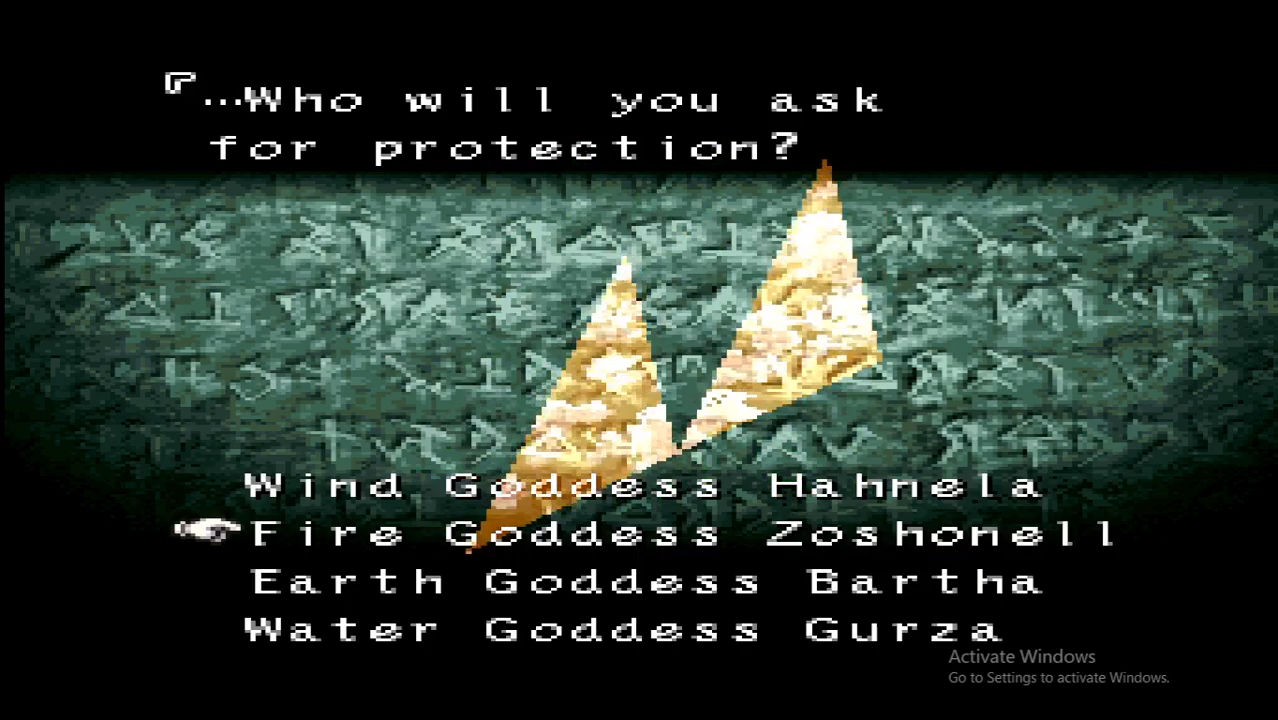 ｢…Who will you ask
for protection?
Wind Goddess Hahnela
Fire Goddess Zoshonell
Earth Goddess Bartha
Water Goddess Gurza
Activate Windows
Go to Settings to activate Windows.